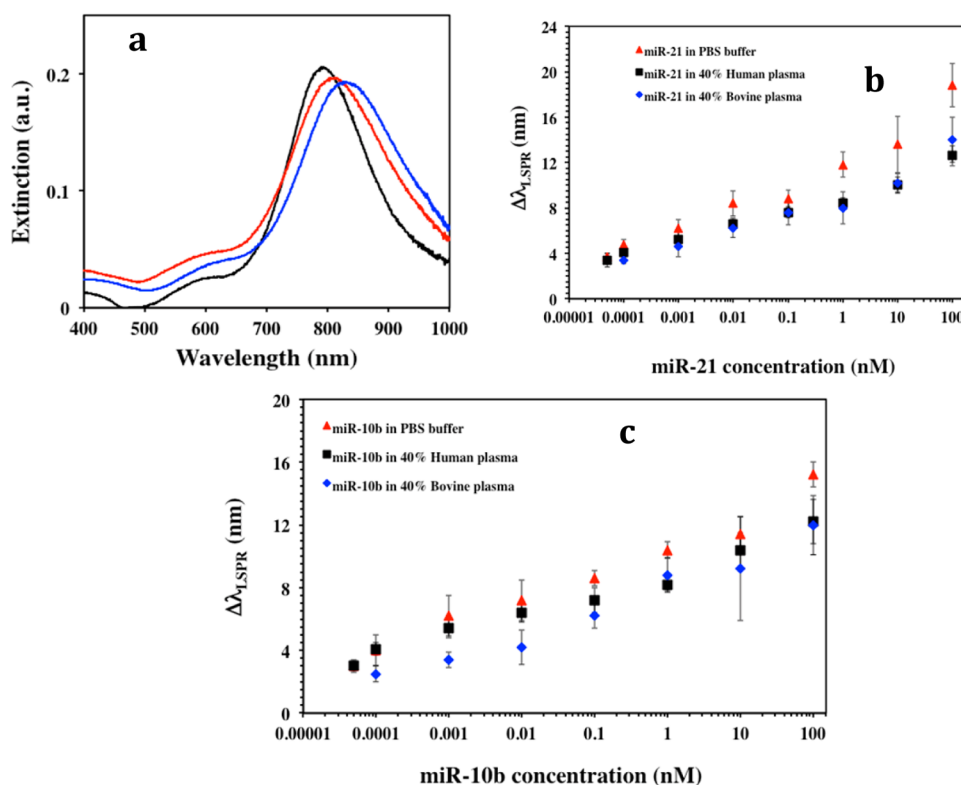 a
0.2
0.1
0
Extinction (a.u.)
400 500 600 700 800 900 1000
Wavelength (nm)
b
miR-21 in PBS buffer
miR-21 in 40% Human plasma
miR-21 in 40% Bovine plasma
24
20
16
12
8
4
0
ΔλLSPR (nm)
0.00001 0.0001 0.001 0.01 0.1 1 10 100
miR-21 concentration (nM)
c
miR-10b in PBS buffer
miR-10b in 40% Human plasma
miR-10b in 40% Bovine plasma
20
16
12
8
4
0
ΔλLSPR (nm)
0.00001 0.0001 0.001 0.01 0.1 1 10 100
miR-10b concentration (nM)